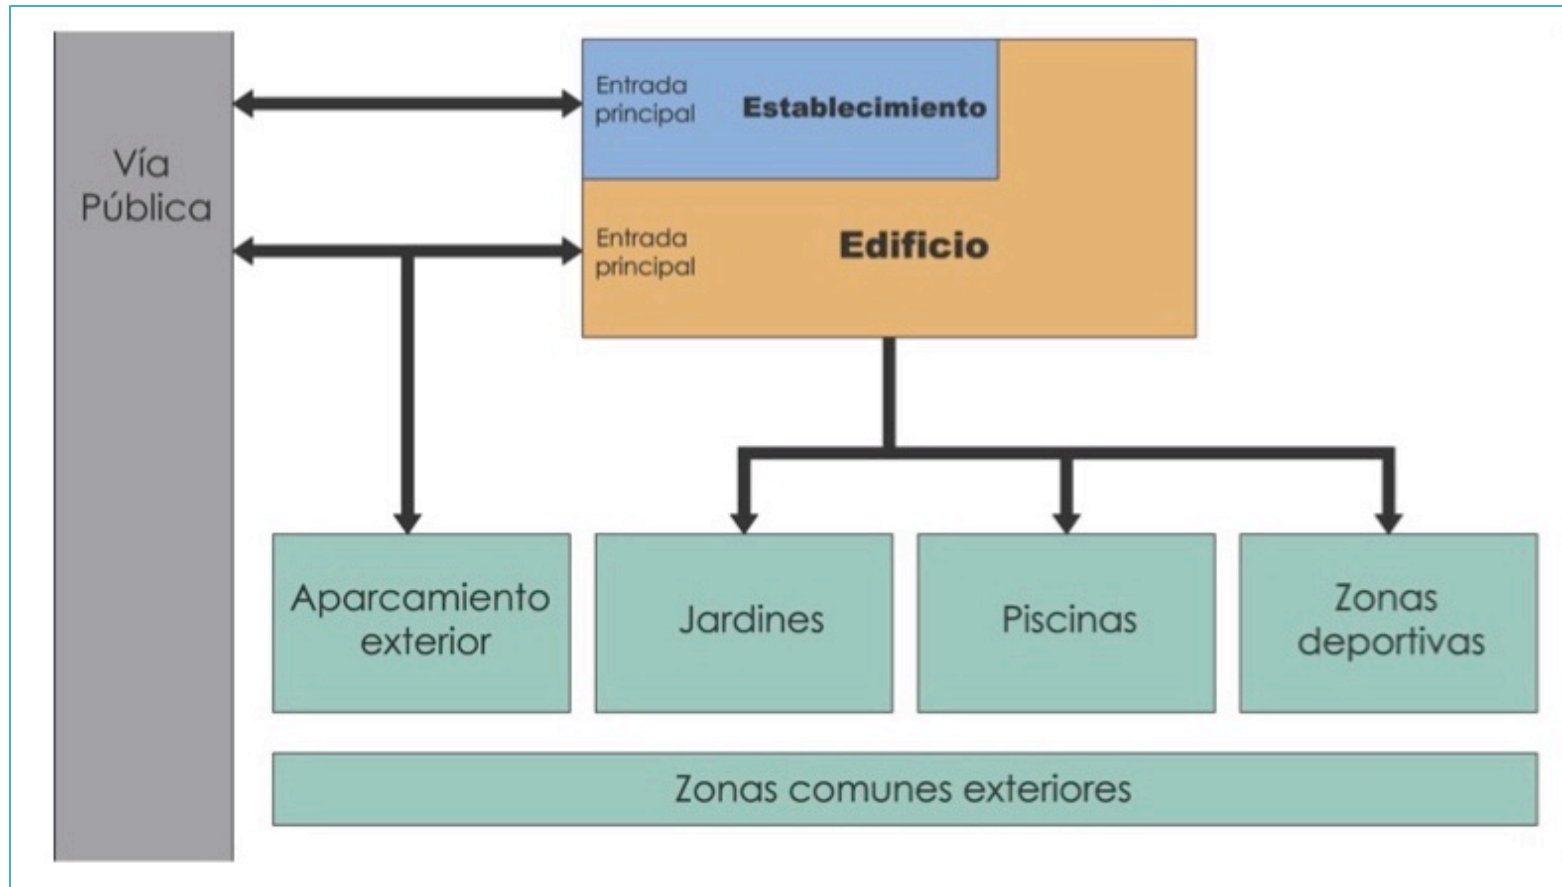 Vía
Pública
Entrada
principal
Establecimiento
Entrada
principal
Edificio
Aparcamiento
exterior
Jardines
Piscinas
Zonas
deportivas
Zonas comunes exteriores